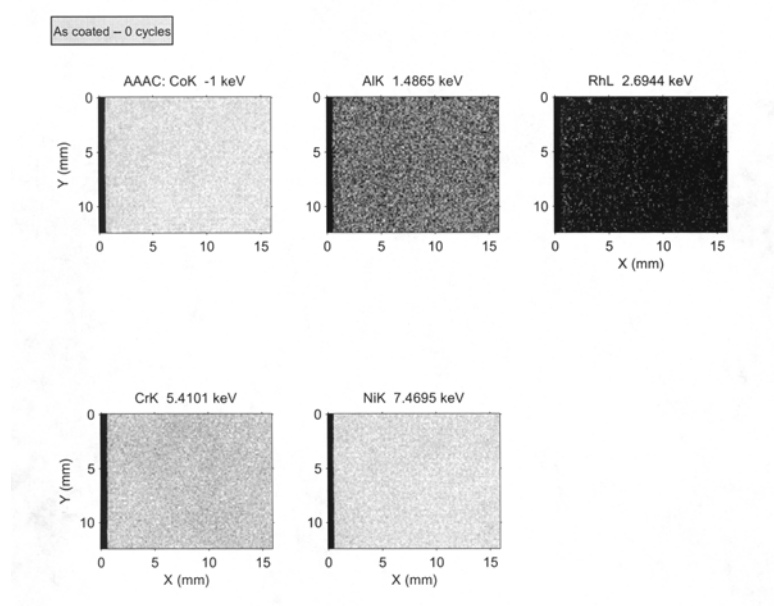 As coated – 0 cycles
AAAC: CoK -1 keV
AlK 1.4865 keV
RhL 2.6944 keV
0
5
10
Y (mm)
0 5 10 15
0
5
10
0 5 10 15
0
5
10
0 5 10 15
X (mm)
CrK 5.4101 keV
NiK 7.4695 keV
0
5
10
Y (mm)
0 5 10 15
X (mm)
0
5
10
0 5 10 15
X (mm)